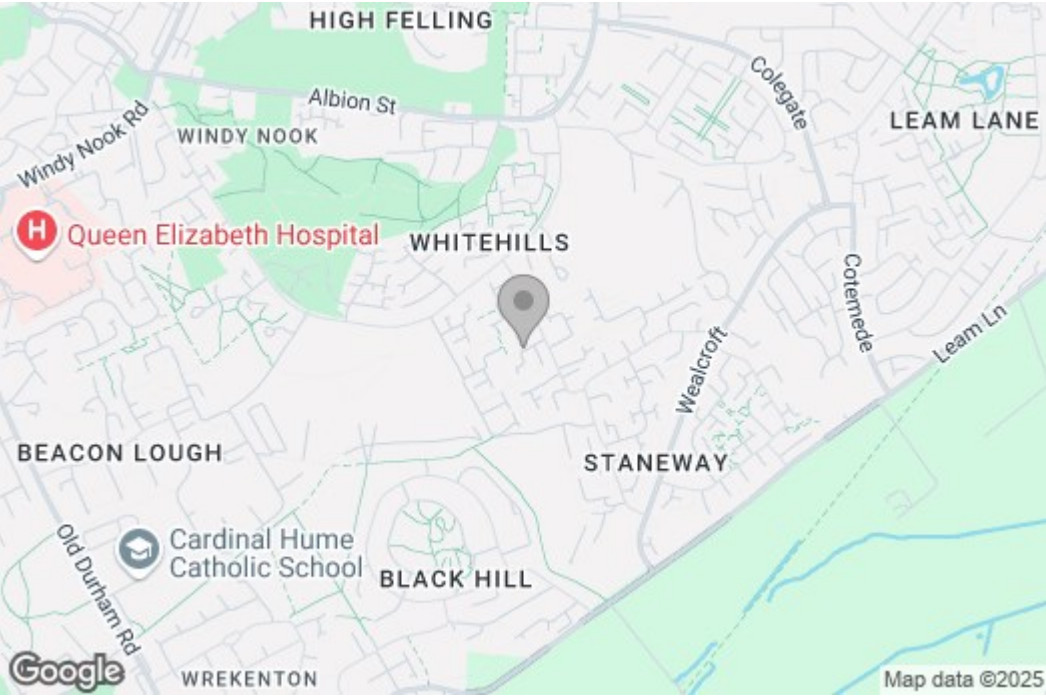 HIGH FELLING
Colegate
Albion St
LEAM LANE
WINDY NOOK
Windy Nook Rd
H
Queen Elizabeth Hospital
WHITEHILLS
Cotemede
Leam Ln
Wealcroft
BEACON LOUGH
STANEWAY
Old Durham Rd
Cardinal Hume
Catholic School
BLACK HILL
WREKENTON
Google
Map data ©2025